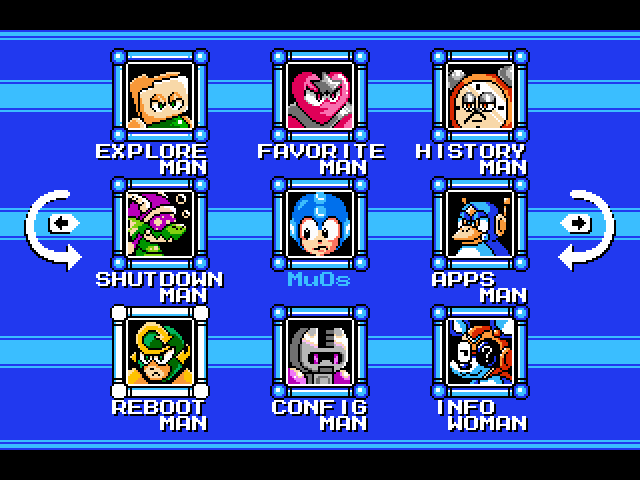 EXPLORE MAN
FAVORITE MAN
HISTORY MAN
SHUTDOWN MAN
MuOs
APPS MAN
REBOOT MAN
CONFIG MAN
INFO WOMAN